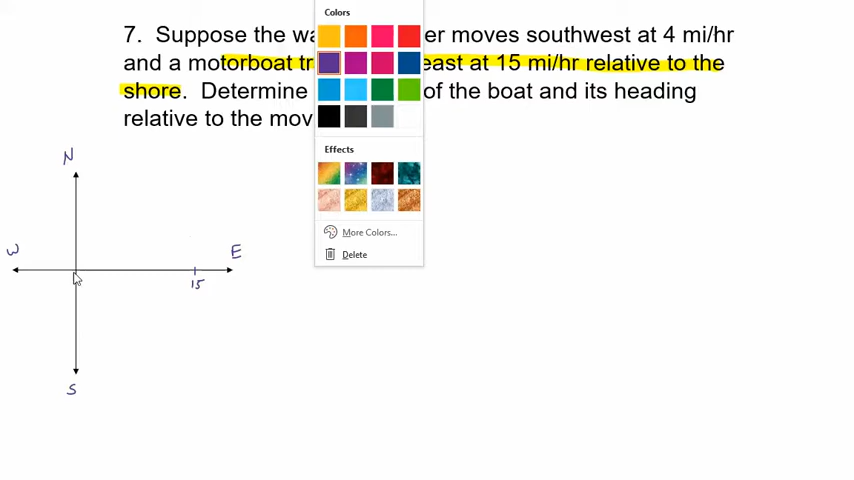 7. Suppose the wa er moves southwest at 4 mi/hr
and a motorboat tr east at 15 mi/hr relative to the
shore. Determine of the boat and its heading
relative to the mov
Colors
Effects
More Colors...
Delete
N
W E
15
S